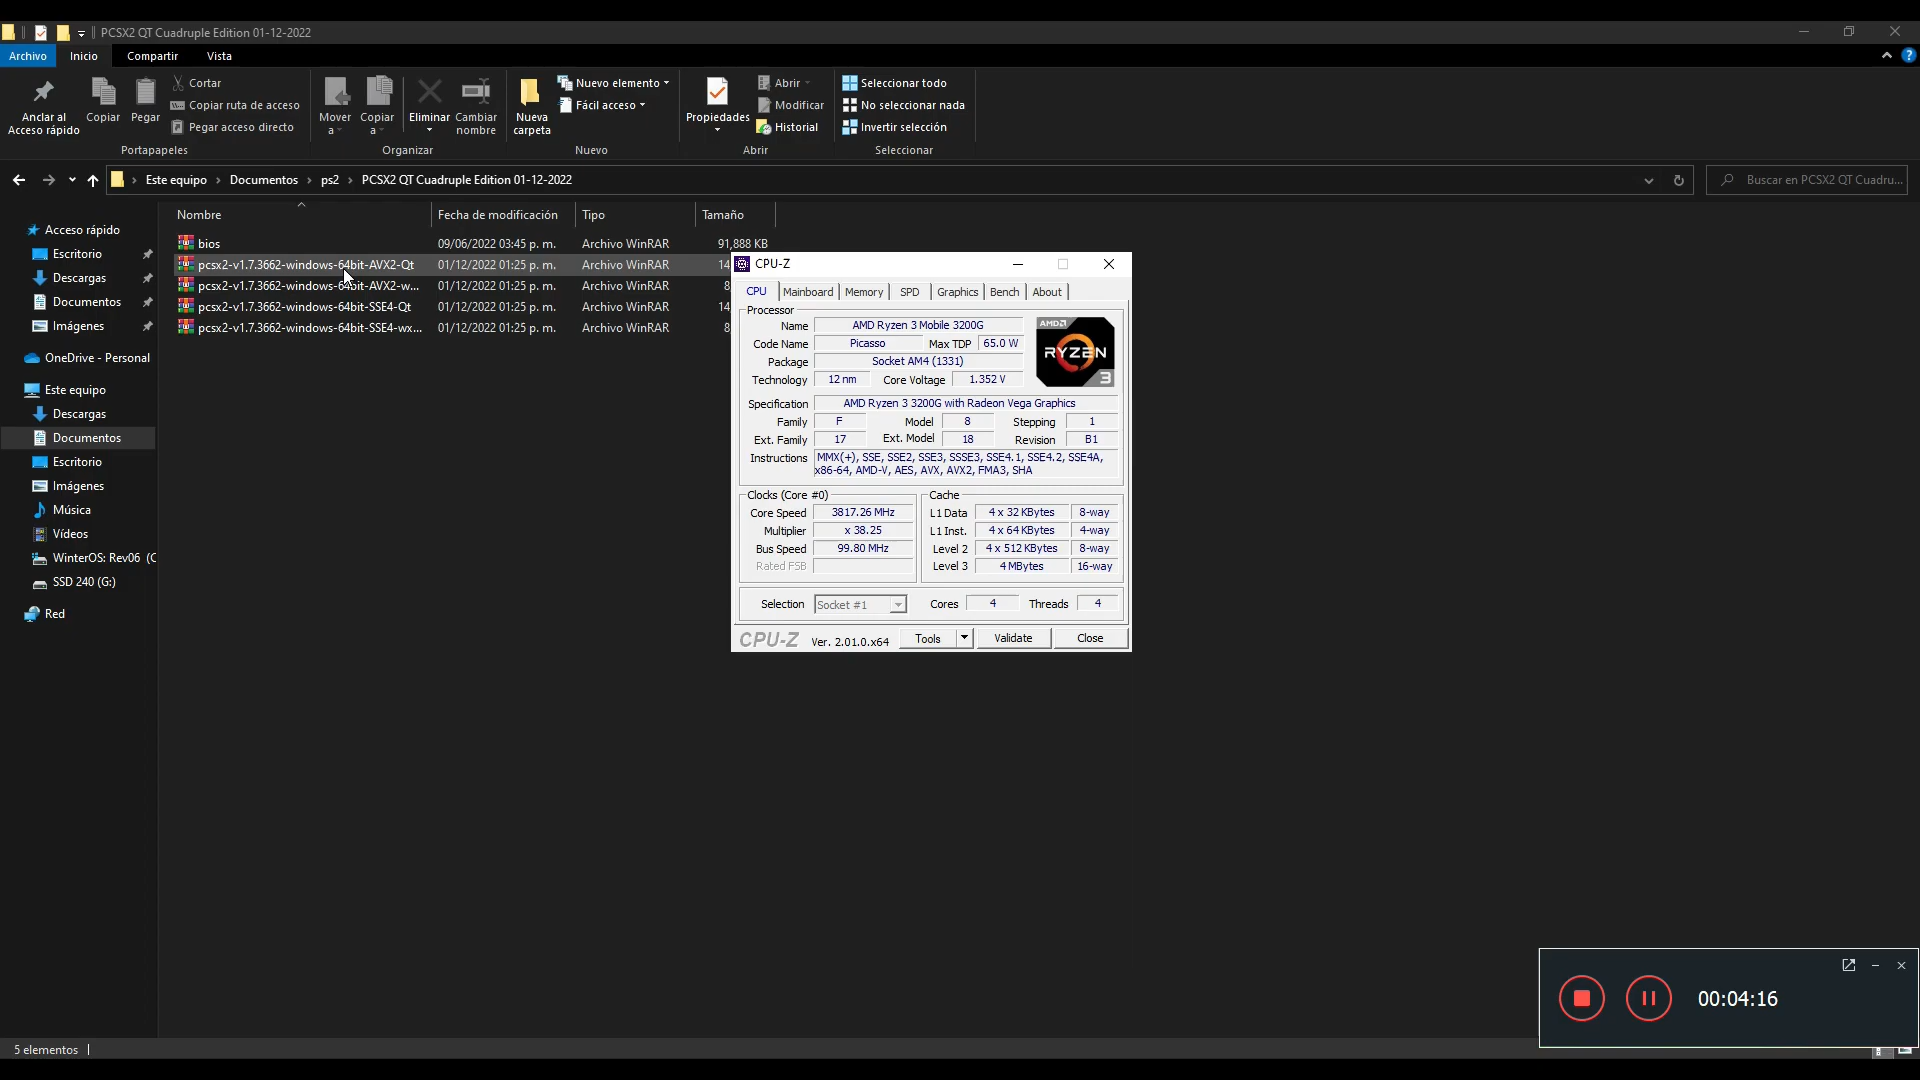 PCSX2 QT Cuadruple Edition 01-12-2022
Archivo
Inicio
Compartir
Vista
Anclar al
Acceso rápido
Copiar
Pegar
Cortar
Copiar ruta de acceso
Pegar acceso directo
Portapapeles
Mover
a
Copiar
a
Eliminar
Cambiar
nombre
Organizar
Nueva
carpeta
Nuevo elemento
Fácil acceso
Nuevo
Propiedades
Abrir
Modificar
Historial
Abrir
Seleccionar todo
No seleccionar nada
Invertir selección
Seleccionar
Este equipo > Documentos > ps2 > PCSX2 QT Cuadruple Edition 01-12-2022
Buscar en PCSX2 QT Cuadru...
Acceso rápido
Escritorio
Descargas
Documentos
Imágenes
OneDrive - Personal
Este equipo
Descargas
Documentos
Escritorio
Imágenes
Música
Vídeos
WinterOS: Rev06 (C
SSD 240 (G:)
Red
Nombre Fecha de modificación Tipo Tamaño
bios 09/06/2022 03:45 p. m. Archivo WinRAR 91,888 KB
pcsx2-v1.7.3662-windows-64bit-AVX2-Qt 01/12/2022 01:25 p. m. Archivo WinRAR 14
pcsx2-v1.7.3662-windows-64bit-AVX2-w... 01/12/2022 01:25 p. m. Archivo WinRAR 8
pcsx2-v1.7.3662-windows-64bit-SSE4-Qt 01/12/2022 01:25 p. m. Archivo WinRAR 14
pcsx2-v1.7.3662-windows-64bit-SSE4-wx... 01/12/2022 01:25 p. m. Archivo WinRAR 8
CPU-Z
CPU Mainboard Memory SPD Graphics Bench About
Processor
Name AMD Ryzen 3 Mobile 3200G
Code Name Picasso Max TDP 65.0 W
Package Socket AM4 (1331)
Technology 12 nm Core Voltage 1.352 V
AMD
RYZEN
3
Specification AMD Ryzen 3 3200G with Radeon Vega Graphics
Family F Model 8 Stepping 1
Ext. Family 17 Ext. Model 18 Revision B1
Instructions MMX(+), SSE, SSE2, SSE3, SSSE3, SSE4.1, SSE4.2, SSE4A,
x86-64, AMD-V, AES, AVX, AVX2, FMA3, SHA
Clocks (Core #0)
Core Speed 3817.26 MHz
Multiplier x 38.25
Bus Speed 99.80 MHz
Rated FSB
Cache
L1 Data 4 x 32 KBytes 8-way
L1 Inst. 4 x 64 KBytes 4-way
Level 2 4 x 512 KBytes 8-way
Level 3 4 MBytes 16-way
Selection Socket #1 Cores 4 Threads 4
CPU-Z Ver. 2.01.0.x64 Tools Validate Close
00:04:16
5 elementos